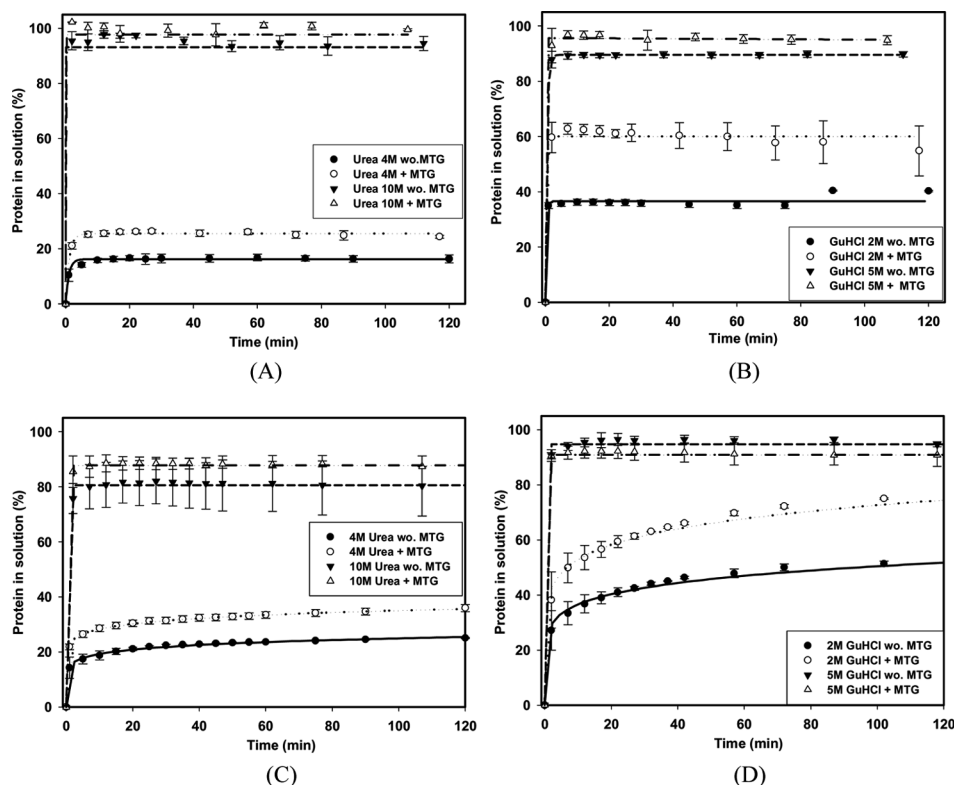 Protein in solution (%)
100
80
60
40
20
0
Urea 4M wo.MTG
Urea 4M + MTG
Urea 10M wo. MTG
Urea 10M + MTG
0 20 40 60 80 100 120
Time (min)
(A)
Protein in solution (%)
100
80
60
40
20
0
GuHCl 2M wo. MTG
GuHCl 2M + MTG
GuHCl 5M wo. MTG
GuHCl 5M + MTG
0 20 40 60 80 100 120
Time (min)
(B)
Protein in solution (%)
100
80
60
40
20
0
4M Urea wo. MTG
4M Urea + MTG
10M Urea wo. MTG
10M Urea + MTG
0 20 40 60 80 100 120
Time (min)
(C)
Protein in solution (%)
100
80
60
40
20
0
2M GuHCl wo. MTG
2M GuHCl + MTG
5M GuHCl wo. MTG
5M GuHCl + MTG
0 20 40 60 80 100 120
Time (min)
(D)